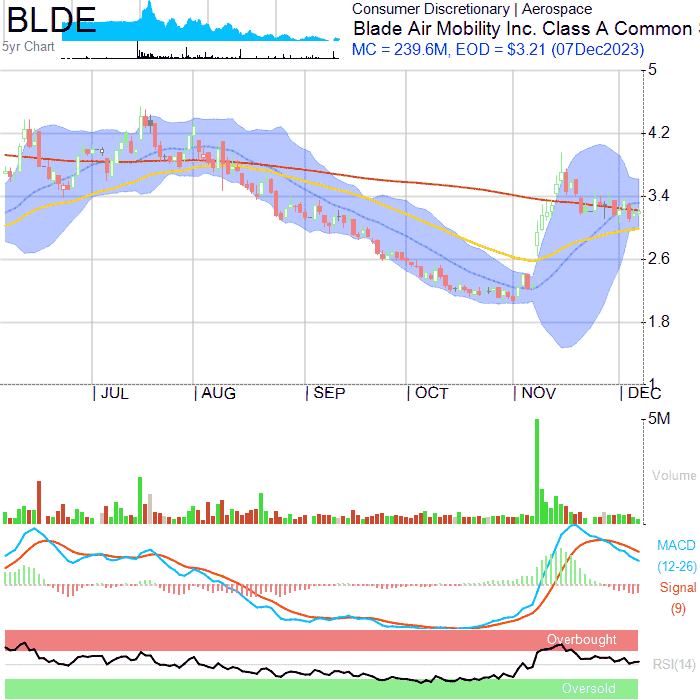 BLDE
5yr Chart
Consumer Discretionary | Aerospace
Blade Air Mobility Inc. Class A Common
MC = 239.6M, EOD = $3.21 (07Dec2023)
5
4.2
3.4
2.6
1.8
1
JUL AUG SEP OCT NOV DEC
5M
Volume
MACD
(12-26)
Signal
(9)
Overbought
RSI(14)
Oversold